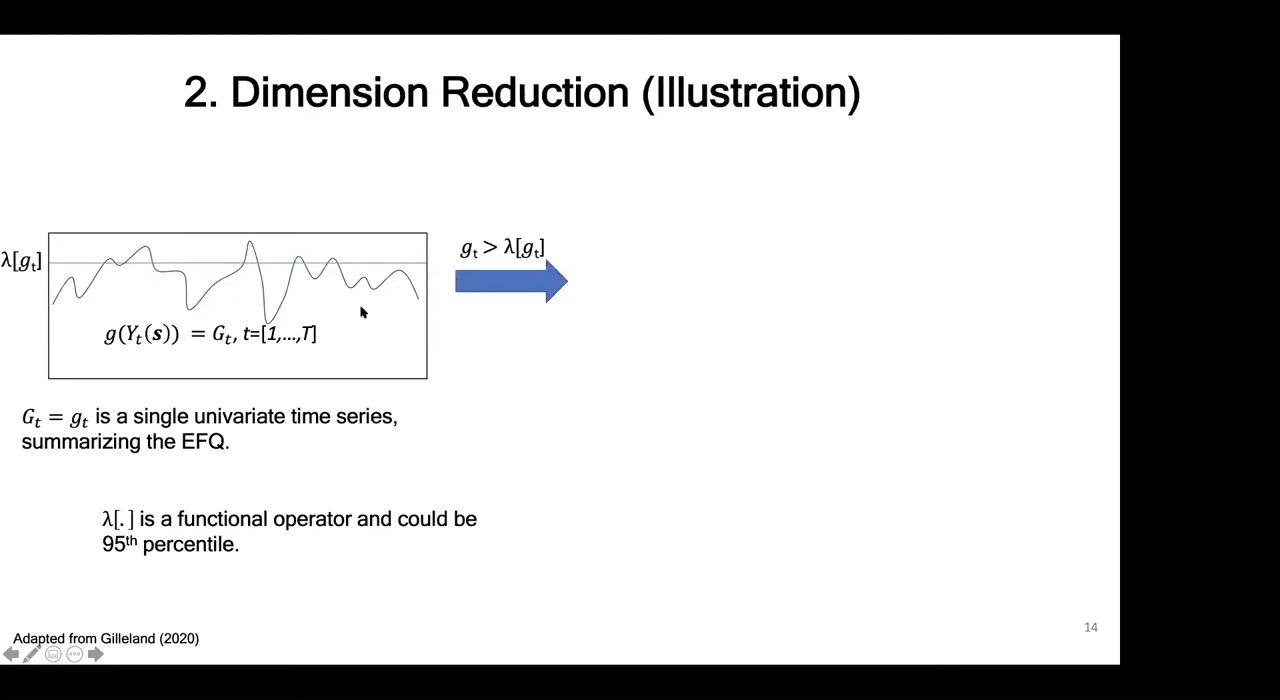 2. Dimension Reduction (Illustration)
λ[gₜ]
gₜ > λ[gₜ]
g(Yₜ(s)) = Gₜ, t=[1,...,T]
Gₜ = gₜ is a single univariate time series,
summarizing the EFQ.
λ[.] is a functional operator and could be
95th percentile.
14
Adapted from Gilleland (2020)